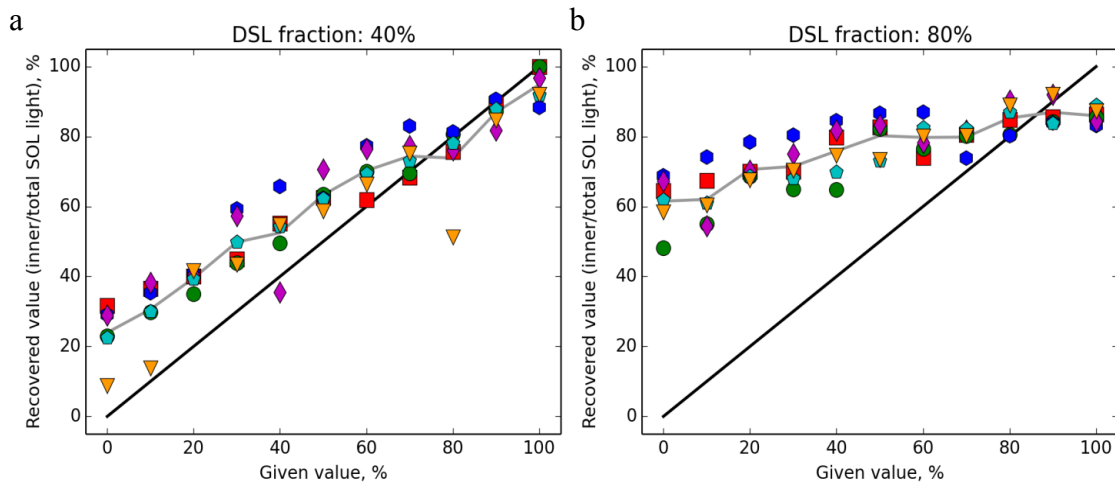 a
DSL fraction: 40%
Recovered value (inner/total SOL light), %
100
80
60
40
20
0
0 20 40 60 80 100
Given value, %
b
DSL fraction: 80%
Recovered value (inner/total SOL light), %
100
80
60
40
20
0
0 20 40 60 80 100
Given value, %